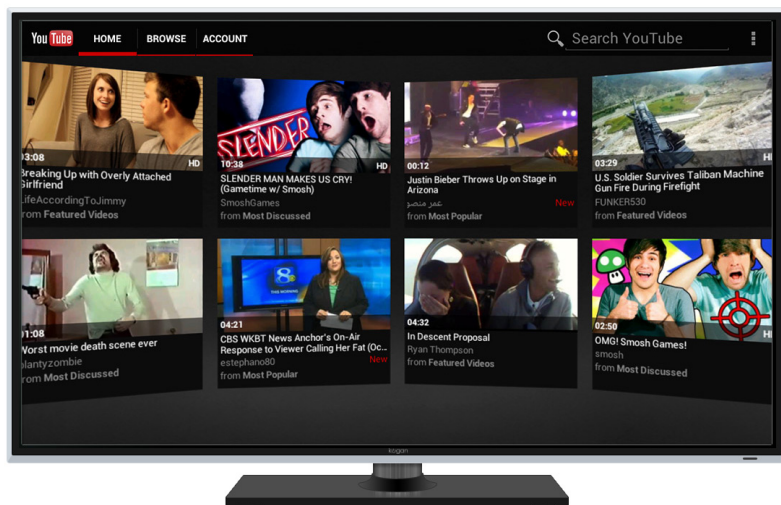 YouTube HOME BROWSE ACCOUNT Search YouTube
03:08 HD
Breaking Up with Overly Attached
Girlfriend
LifeAccordingToJimmy
from Featured Videos
SLENDER
10:38 HD
SLENDER MAN MAKES US CRY!
(Gametime w/ Smosh)
SmoshGames
from Most Discussed
00:12
Justin Bieber Throws Up on Stage in
Arizona
عمر منصو New
from Most Popular
03:29 H
U.S. Soldier Survives Taliban Machine
Gun Fire During Firefight
FUNKER530
from Featured Videos
01:08
Worst movie death scene ever
plantyzombie
from Most Discussed
8
THIS MORNING
04:21
CBS WKBT News Anchor's On-Air
Response to Viewer Calling Her Fat (Oc...
estephano80 New
from Most Popular
04:32
In Descent Proposal
Ryan Thompson
from Featured Videos
02:50 H
OMG! Smosh Games!
smosh
from Most Discussed
kogan